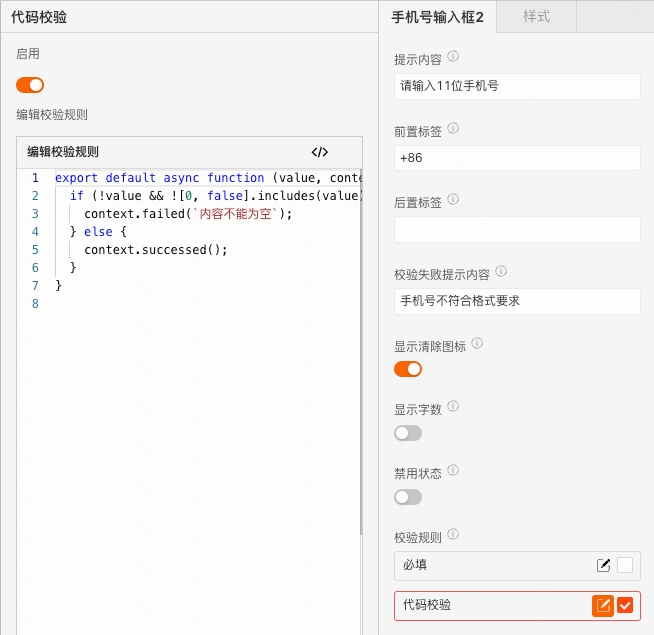 代码校验
启用
编辑校验规则
编辑校验规则 </>
1 export default async function (value, conte
2 if (!value && ![0, false].includes(value)
3 context.failed(`内容不能为空`);
4 } else {
5 context.successed();
6 }
7 }
8
手机号输入框2 样式
提示内容
请输入11位手机号
前置标签
+86
后置标签
校验失败提示内容
手机号不符合格式要求
显示清除图标
显示字数
禁用状态
校验规则
必填
代码校验